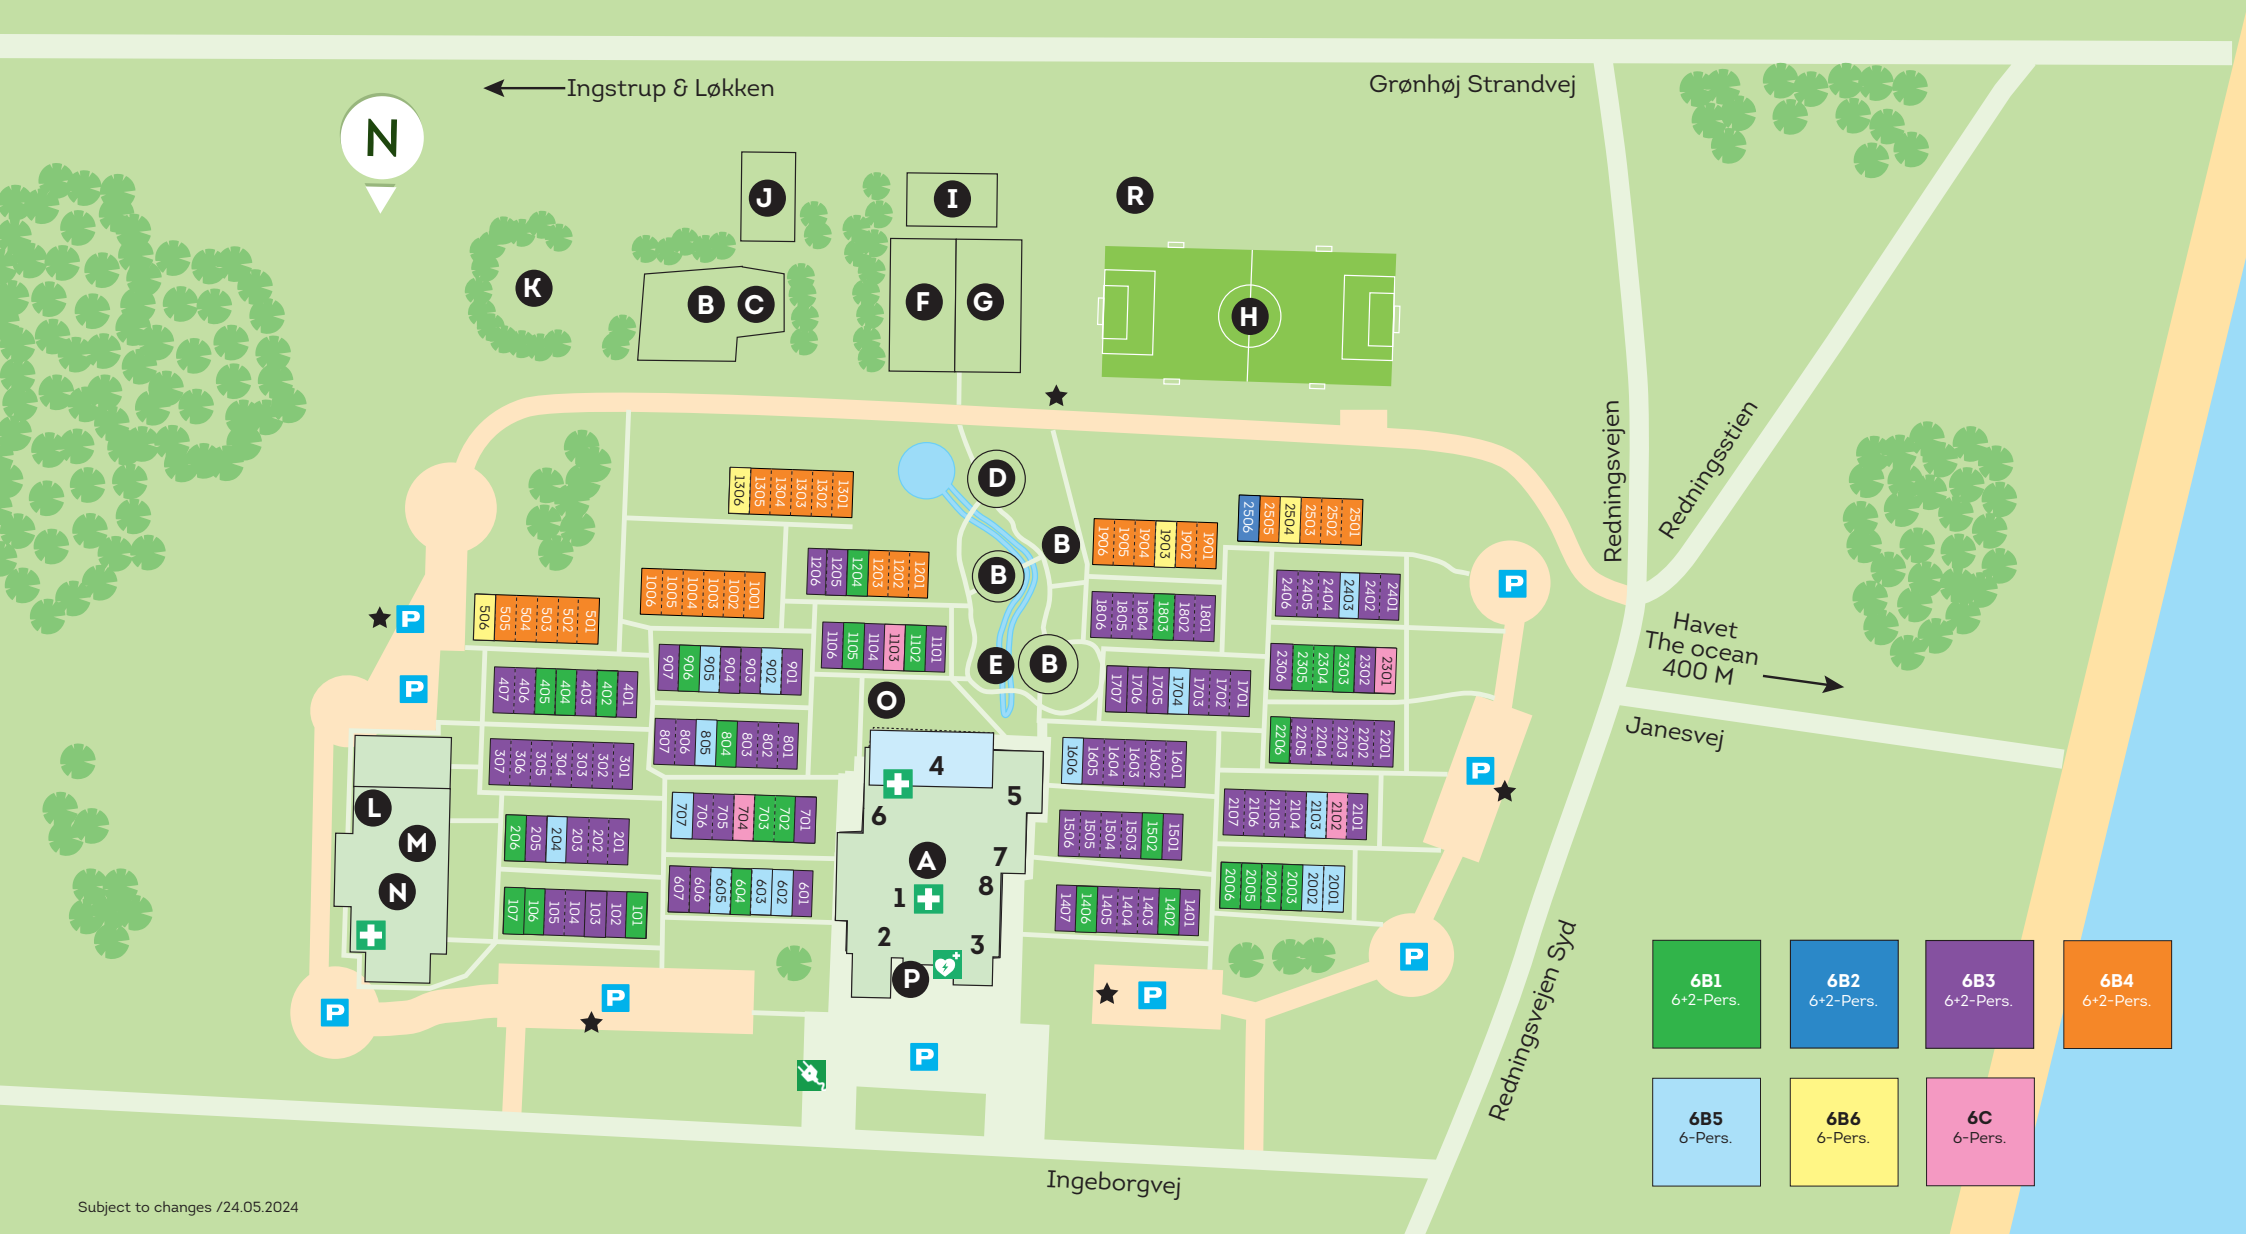 Ingstrup & Løkken
Grønhøj Strandvej
N
J
I
R
K
B
C
F
G
H
Redningsvejen
Redningsstien
D
1306 1305 1304 1303 1302 1301
2506 2505 2504 2503 2502 2501
1906 1905 1904 1903 1902 1901
B
B
1206 1205 1204 1203 1202 1201
1006 1005 1004 1003 1002 1001
2406 2405 2404 2403 2402 2401
P
506 505 504 503 502 501
P
1806 1805 1804 1803 1802 1801
1106 1105 1104 1103 1102 1101
907 906 905 904 903 902 901
E
B
2306 2305 2304 2303 2302 2301
Havet
The ocean
400 M
407 406 405 404 403 402 401
P
1707 1706 1705 1704 1703 1702 1701
O
Janesvej
807 806 805 804 803 802 801
2206 2205 2204 2203 2202 2201
307 306 305 304 303 302 301
1606 1605 1604 1603 1602 1601
4
P
5
6
L
707 706 705 704 703 702 701
2107 2106 2105 2104 2103 2102 2101
M
206 205 204 203 202 201
1506 1505 1504 1503 1502 1501
A
7
8
N
607 606 605 604 603 602 601
1
2006 2005 2004 2003 2002 2001
107 106 105 104 103 102 101
1407 1406 1405 1404 1403 1402 1401
2
3
P
P
P
P
P
P
P
Redningsvejen Syd
6B1
6+2-Pers.
6B2
6+2-Pers.
6B3
6+2-Pers.
6B4
6+2-Pers.
6B5
6-Pers.
6B6
6-Pers.
6C
6-Pers.
Ingeborgvej
Subject to changes /24.05.2024